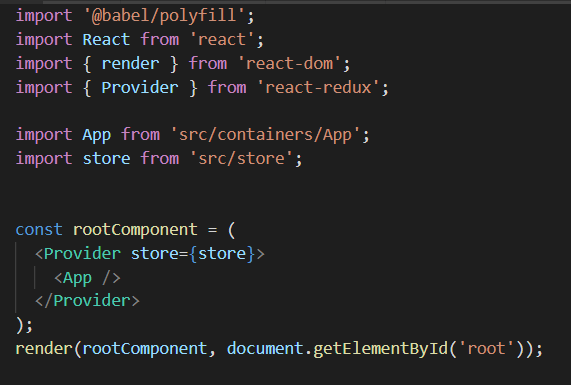 import '@babel/polyfill';
import React from 'react';
import { render } from 'react-dom';
import { Provider } from 'react-redux';
import App from 'src/containers/App';
import store from 'src/store';
const rootComponent = (
  <Provider store={store}>
    <App />
  </Provider>
);
render(rootComponent, document.getElementById('root'));